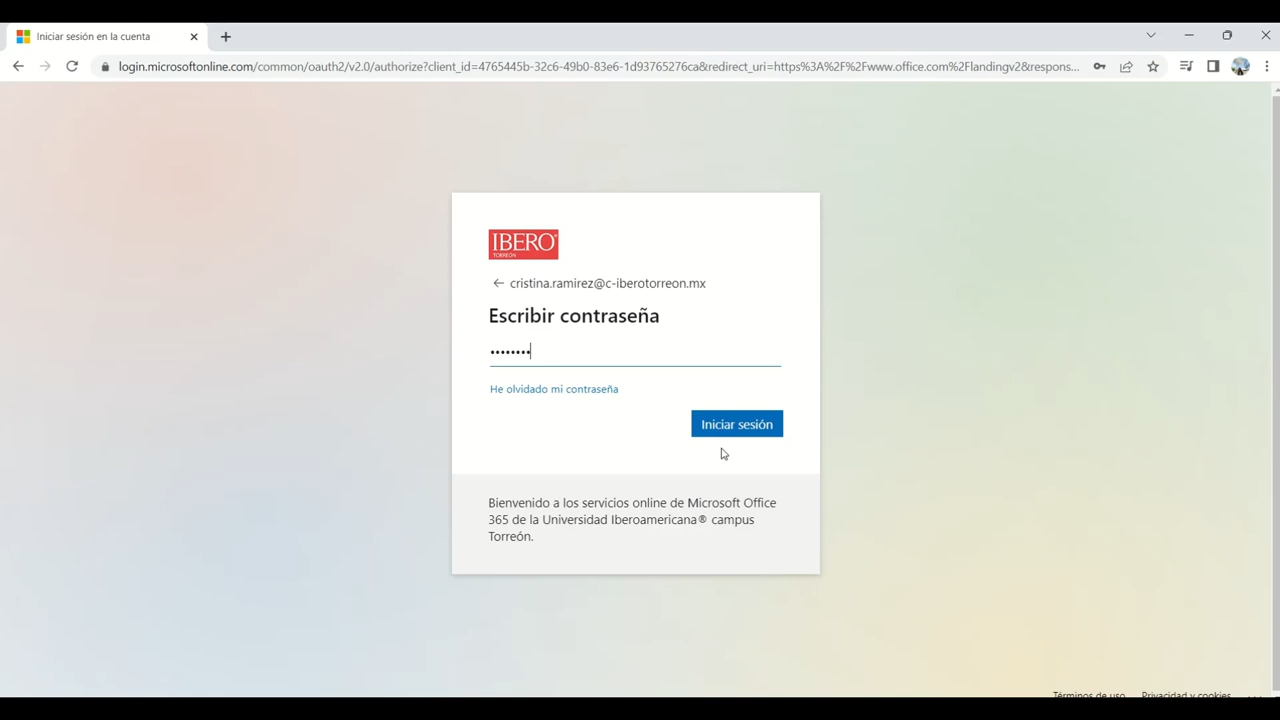 Iniciar sesión en la cuenta
login.microsoftonline.com/common/oauth2/v2.0/authorize?client_id=4765445b-32c6-49b0-83e6-1d93765276ca&redirect_uri=https%3A%2F%2Fwww.office.com%2Flandingv2&respons...
IBERO
TORREÓN
cristina.ramirez@c-iberotorreon.mx
Escribir contraseña
••••••••
He olvidado mi contraseña
Iniciar sesión
Bienvenido a los servicios online de Microsoft Office
365 de la Universidad Iberoamericana® campus
Torreón.
Términos de uso Privacidad y cookies ...